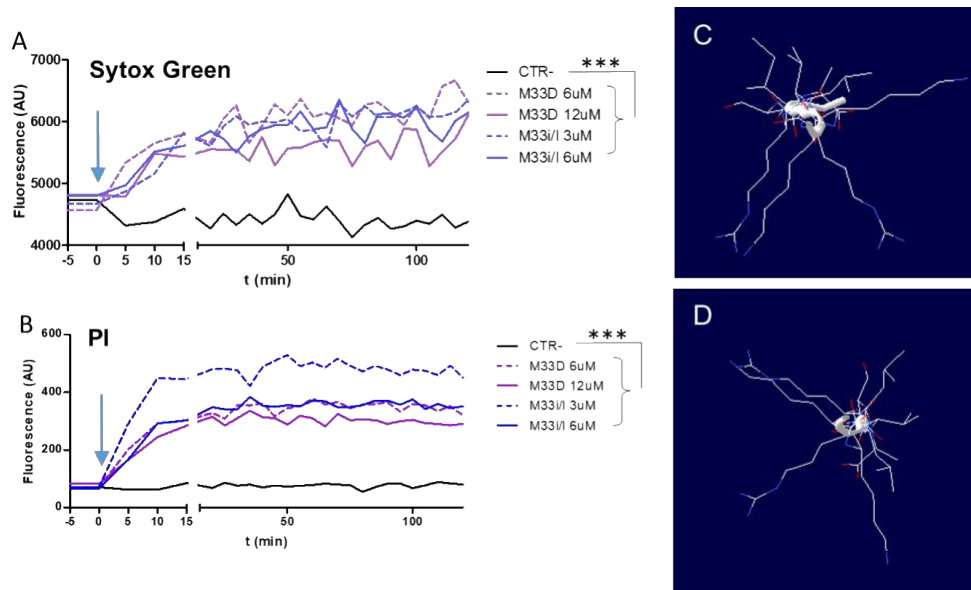 A
Sytox Green
Fluorescence (AU)
7000
6000
5000
4000
-5 0 5 10 15 50 100
t (min)
CTR- ***
M33D 6uM
M33D 12uM
M33i/l 3uM
M33i/l 6uM
B
PI
Fluorescence (AU)
600
400
200
0
-5 0 5 10 15 50 100
t (min)
CTR- ***
M33D 6uM
M33D 12uM
M33i/l 3uM
M33i/l 6uM
C
D